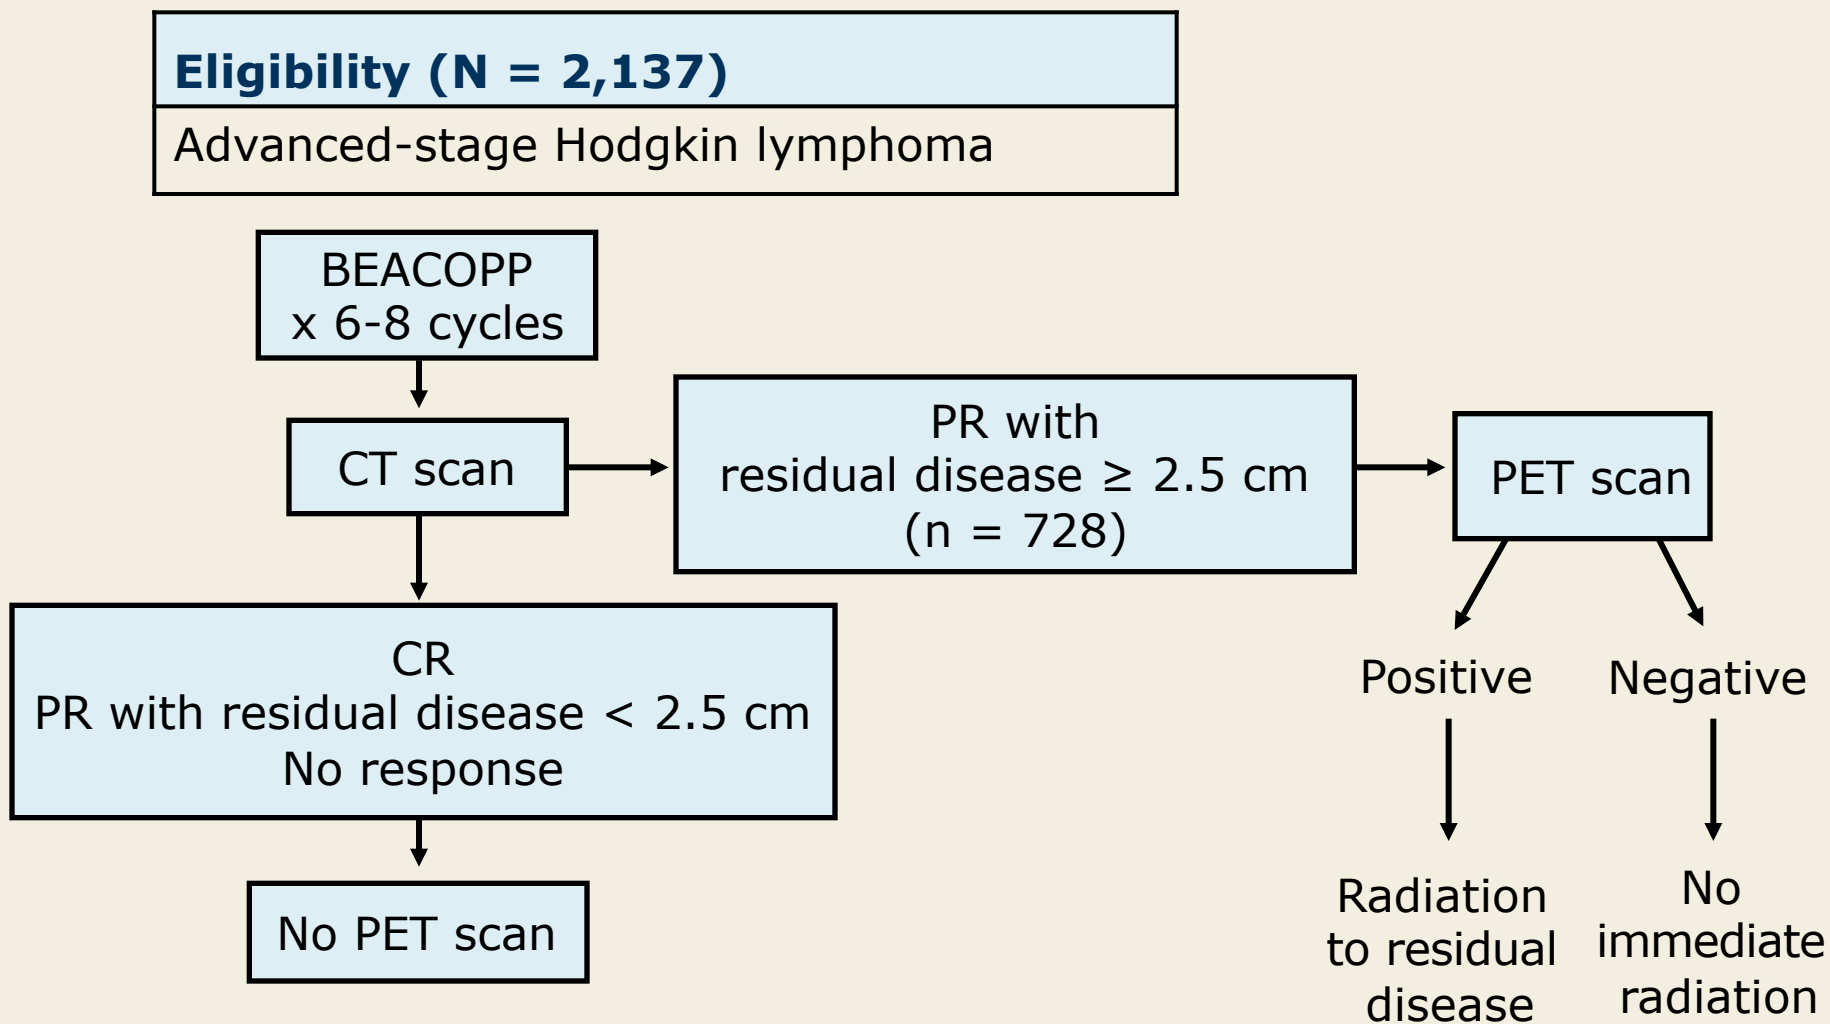 Eligibility (N = 2,137)
Advanced-stage Hodgkin lymphoma
BEACOPP
x 6-8 cycles
CT scan
PR with
residual disease ≥ 2.5 cm
(n = 728)
PET scan
CR
PR with residual disease < 2.5 cm
No response
No PET scan
Positive
Negative
Radiation
to residual
disease
No
immediate
radiation